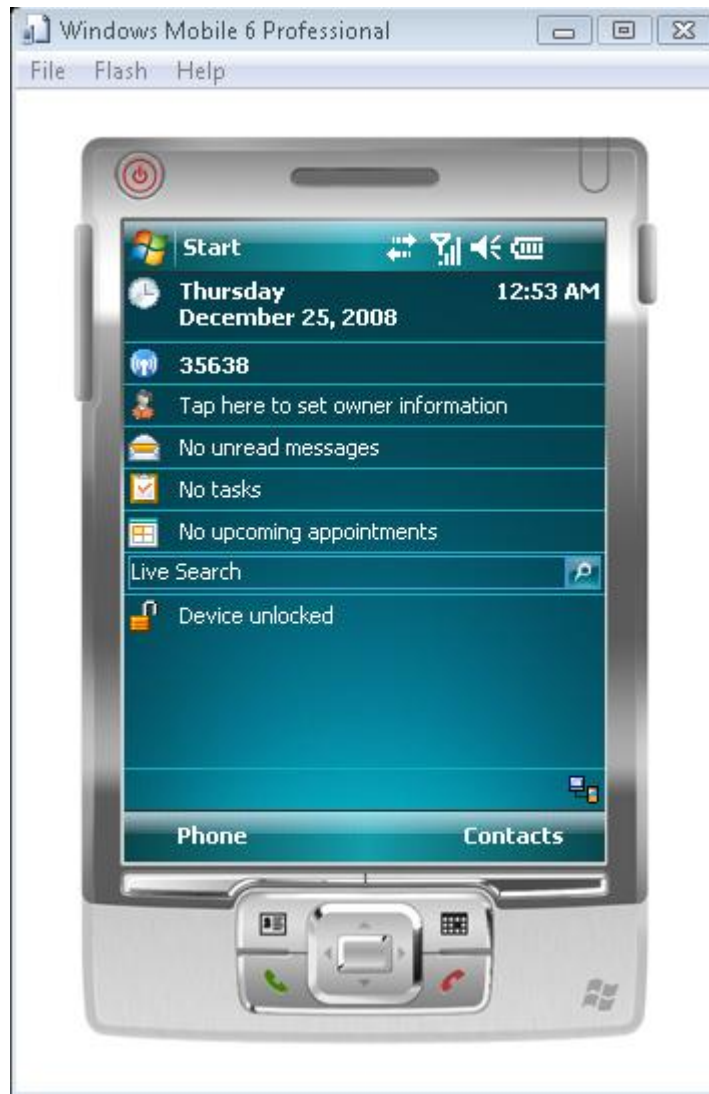 Windows Mobile 6 Professional
File Flash Help
Start
Thursday 12:53 AM
December 25, 2008
35638
Tap here to set owner information
No unread messages
No tasks
No upcoming appointments
Live Search
Device unlocked
Phone Contacts